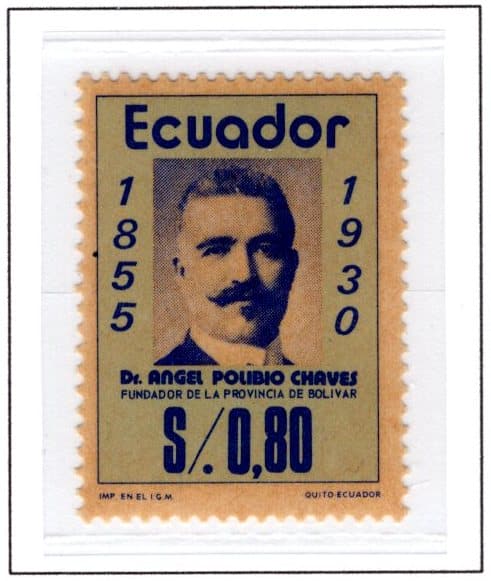 Ecuador
1855
1930
Dr. ANGEL POLIBIO CHAVES
FUNDADOR DE LA PROVINCIA DE BOLIVAR
S/. 0,80
IMP. EN EL I.G.M. QUITO-ECUADOR